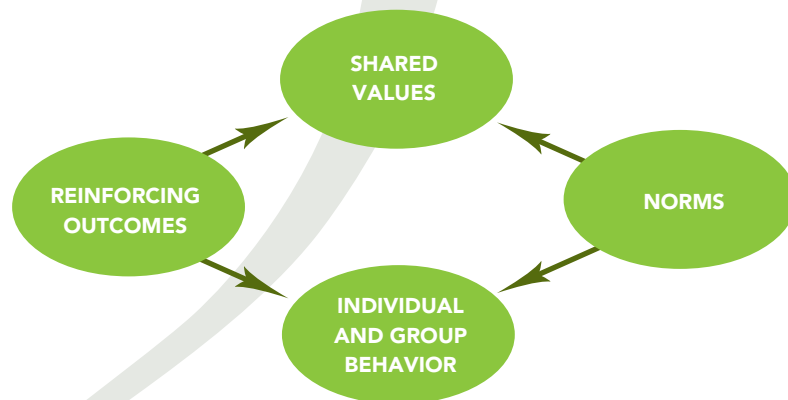 SHARED
VALUES
REINFORCING
OUTCOMES
NORMS
INDIVIDUAL
AND GROUP
BEHAVIOR